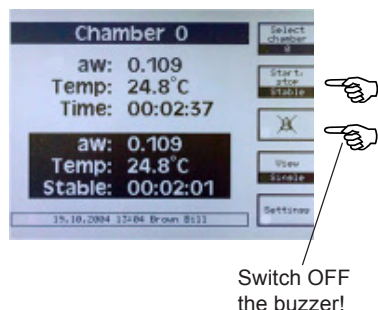 Chamber 0
aw: 0.109
Temp: 24.8°C
Time: 00:02:37
aw: 0.109
Temp: 24.8°C
Stable: 00:02:01
19.10.2004 13:04 Brown Bill
Select
chamber
0
Start/
stop
Stable
View
Single
Settings
Switch OFF
the buzzer!